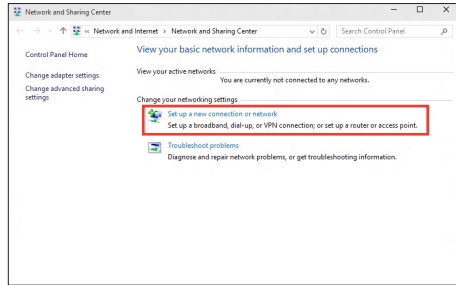 Network and Sharing Center
« Network and Internet > Network and Sharing Center
Search Control Panel
Control Panel Home
Change adapter settings
Change advanced sharing
settings
View your basic network information and set up connections
View your active networks
You are currently not connected to any networks.
Change your networking settings
Set up a new connection or network
Set up a broadband, dial-up, or VPN connection; or set up a router or access point.
Troubleshoot problems
Diagnose and repair network problems, or get troubleshooting information.